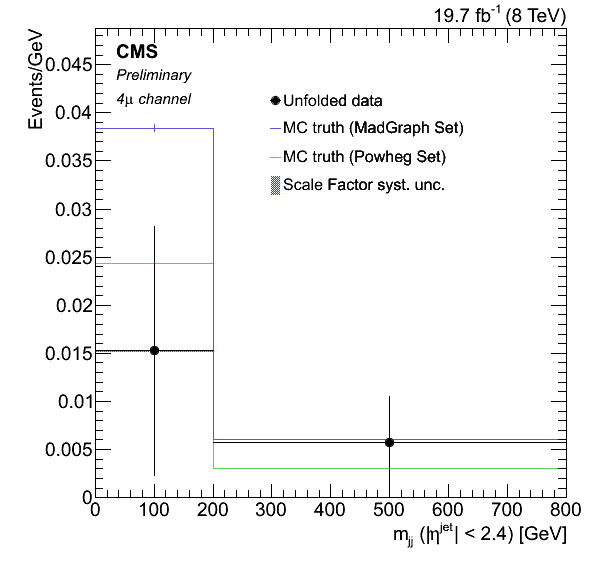 19.7 fb⁻¹ (8 TeV)
Events/GeV
CMS
Preliminary
4μ channel
Unfolded data
MC truth (MadGraph Set)
MC truth (Powheg Set)
Scale Factor syst. unc.
0.045
0.04
0.035
0.03
0.025
0.02
0.015
0.01
0.005
0
0 100 200 300 400 500 600 700 800
m_jj (|η^jet| < 2.4) [GeV]